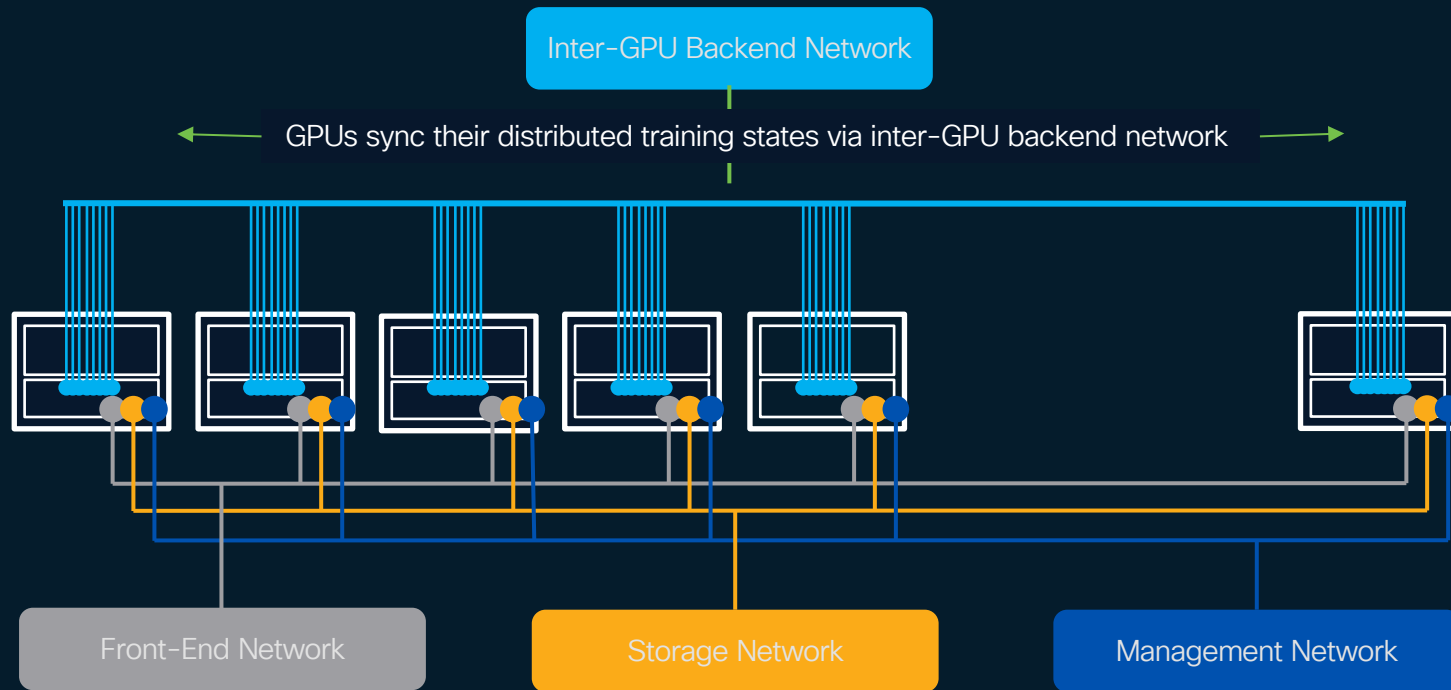 Inter-GPU Backend Network
GPUs sync their distributed training states via inter-GPU backend network
Front-End Network
Storage Network
Management Network